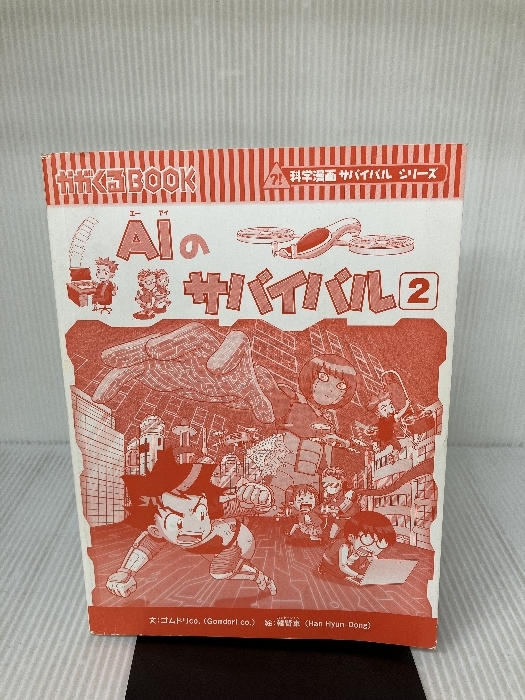 かがくるBOOK
?! 科学漫画 サバイバル シリーズ
エー アイ
AIの
サバイバル 2
文:ゴムドリco. (Gomdori co.) 絵:韓賢東 (Han Hyun-Dong)